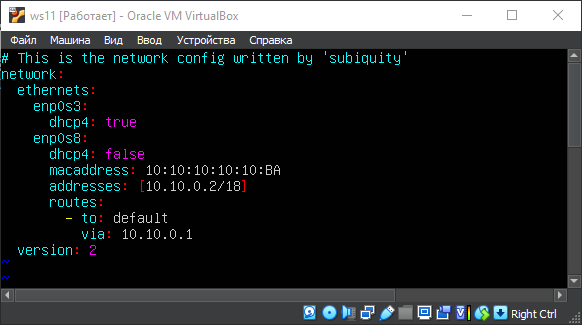 ws11 [Работает] - Oracle VM VirtualBox
Файл Машина Вид Ввод Устройства Справка
# This is the network config written by 'subiquity'
network:
  ethernets:
    enp0s3:
      dhcp4: true
    enp0s8:
      dhcp4: false
      macaddress: 10:10:10:10:10:BA
      addresses: [10.10.0.2/18]
      routes:
        - to: default
          via: 10.10.0.1
  version: 2
~
~
Right Ctrl